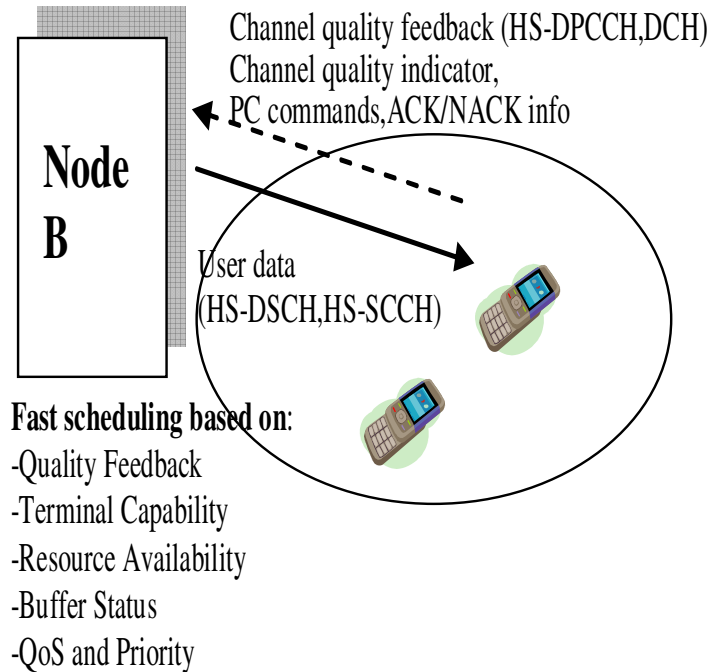 Channel quality feedback (HS-DPCCH,DCH)
Channel quality indicator,
PC commands,ACK/NACK info
Node
B
User data
(HS-DSCH,HS-SCCH)
Fast scheduling based on:
-Quality Feedback
-Terminal Capability
-Resource Availability
-Buffer Status
-QoS and Priority